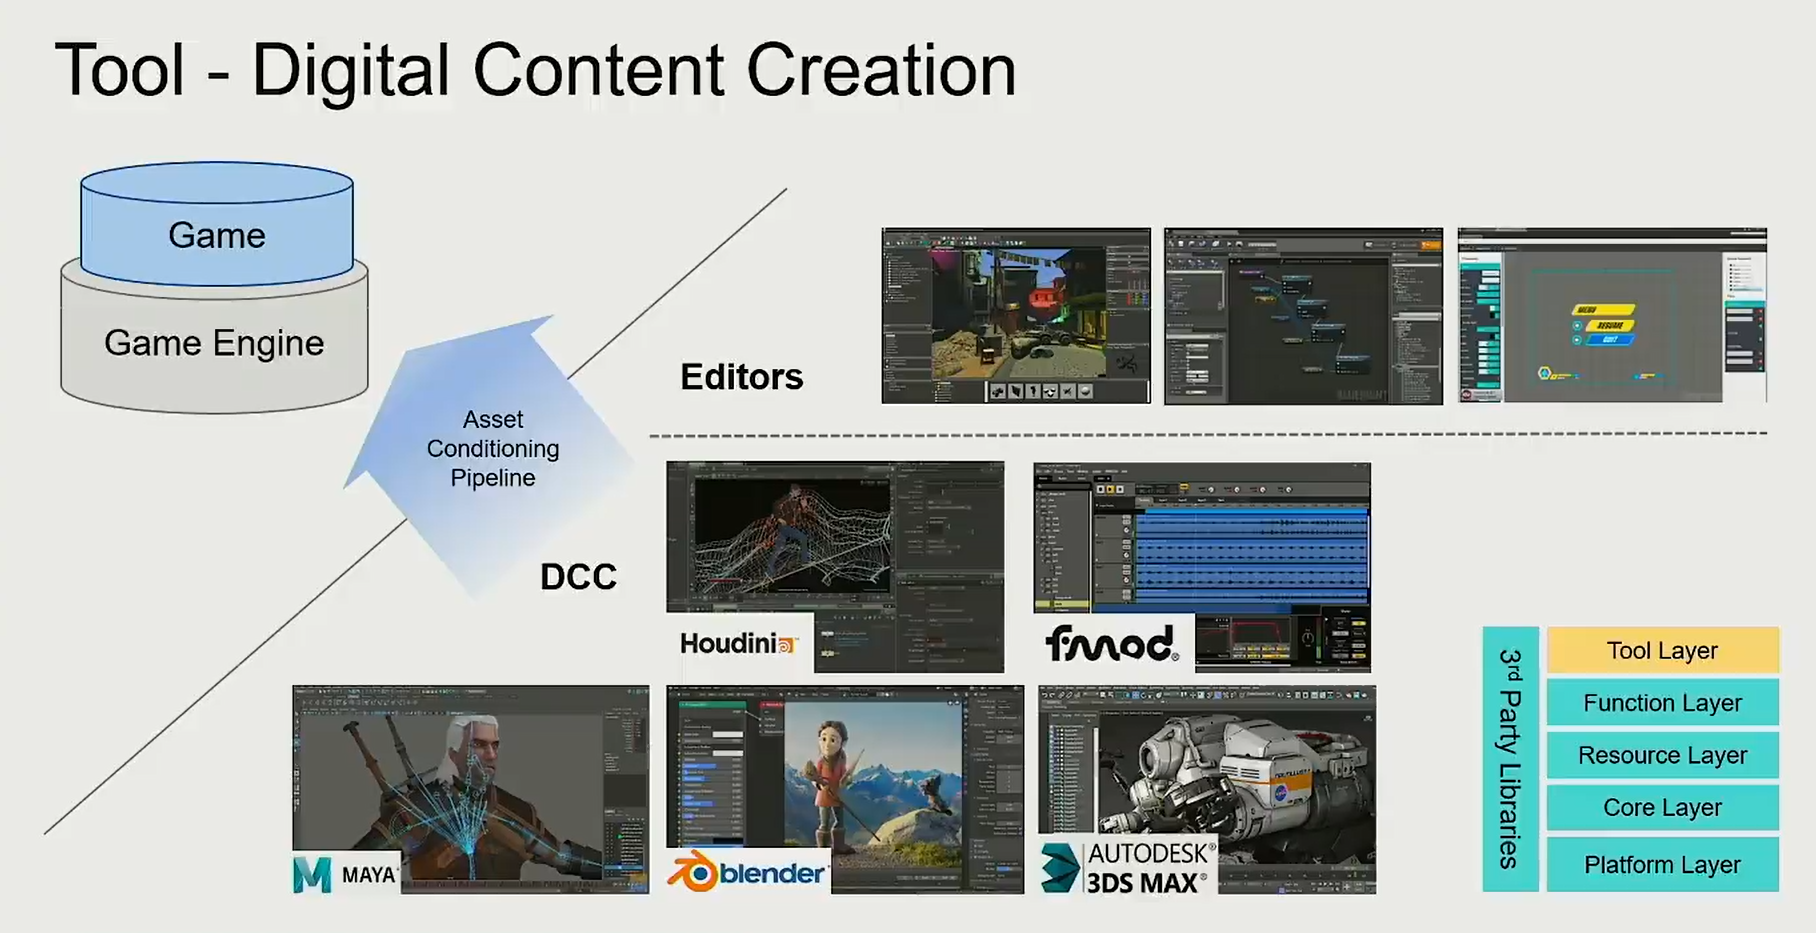 Tool - Digital Content Creation
Game
Game Engine
Asset
Conditioning
Pipeline
Editors
MENU
RESUME
QUIT
BLUEPRINT
DCC
Houdini
fmod®
MAYA®
blender
AUTODESK®
3DS MAX®
3rd Party Libraries
Tool Layer
Function Layer
Resource Layer
Core Layer
Platform Layer